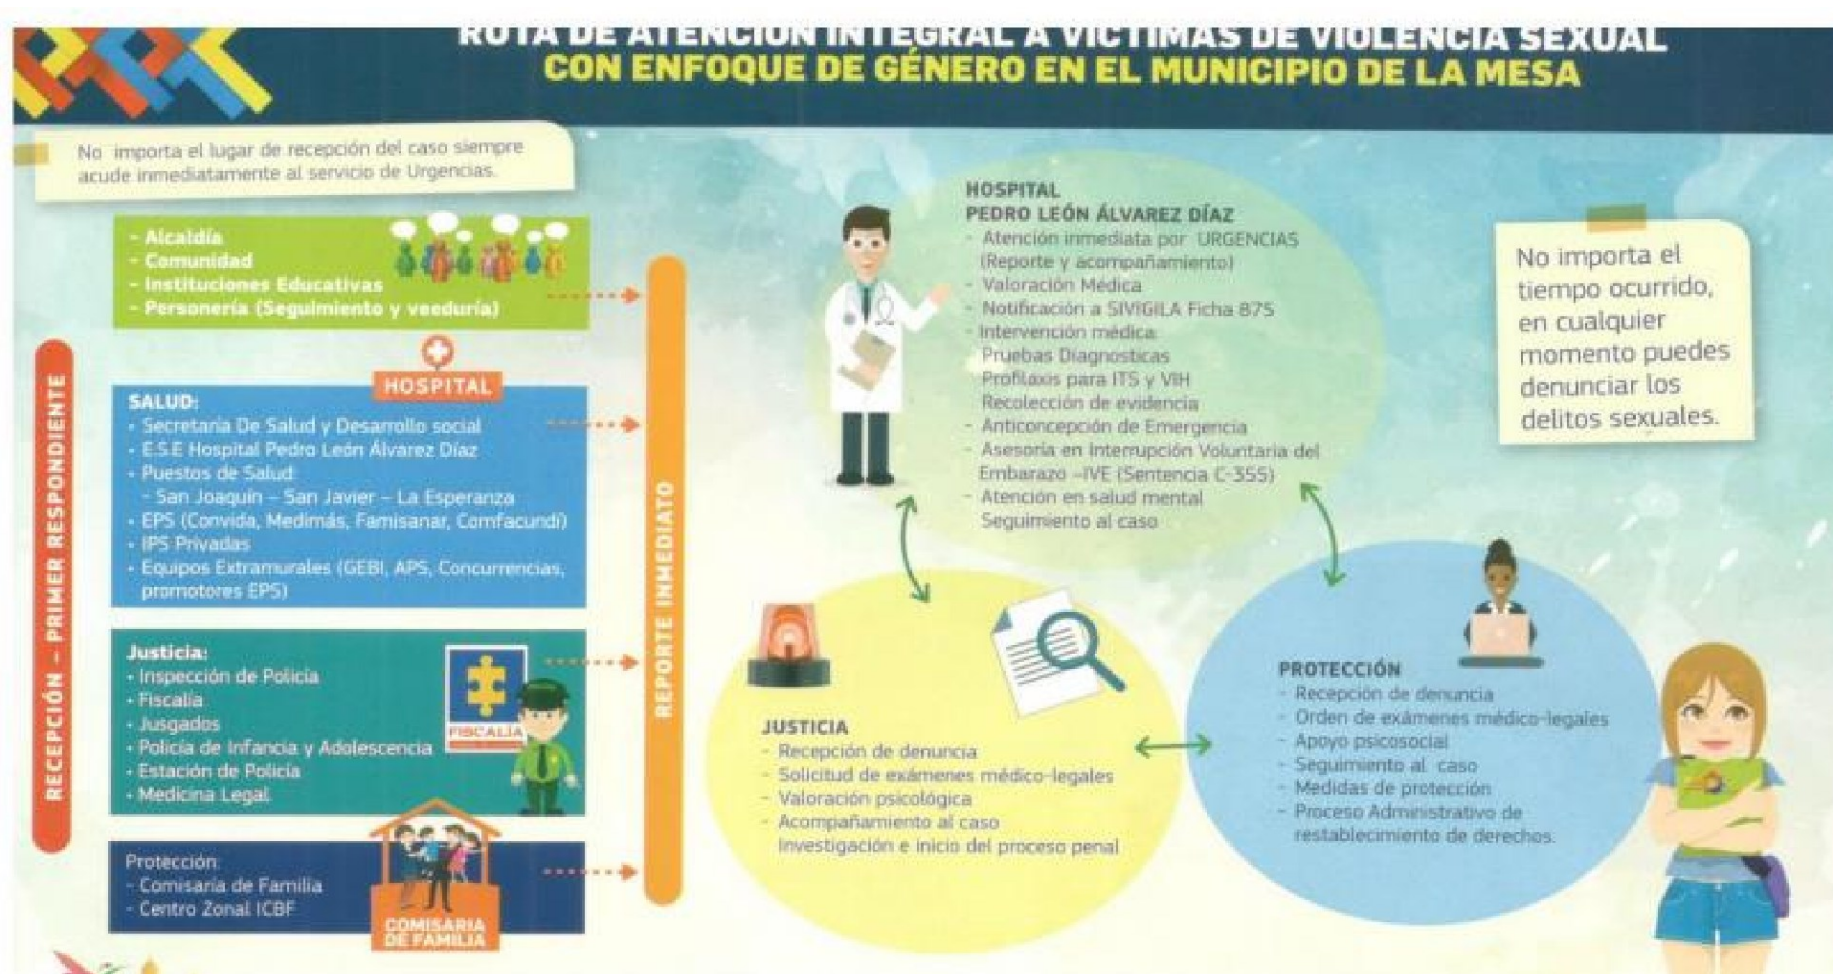 RUTA DE ATENCIÓN INTEGRAL A VÍCTIMAS DE VIOLENCIA SEXUAL
CON ENFOQUE DE GÉNERO EN EL MUNICIPIO DE LA MESA
No importa el lugar de recepción del caso siempre
acude inmediatamente al servicio de Urgencias.
- Alcaldía
- Comunidad
- Instituciones Educativas
- Personería (Seguimiento y veeduría)
RECEPCIÓN - PRIMER RESPONDIENTE
HOSPITAL
SALUD:
- Secretaria De Salud y Desarrollo social
- E.S.E Hospital Pedro León Álvarez Díaz
- Puestos de Salud:
- San Joaquín - San Javier - La Esperanza
- EPS (Convida, Medimás, Famisanar, Comfacundi)
- IPS Privadas
- Equipos Extramurales (GEBI, APS, Concurrencias,
promotores EPS)
Justicia:
- Inspección de Policía
- Fiscalía
- Jusgados
- Policía de Infancia y Adolescencia
- Estación de Policía
- Medicina Legal
FISCALÍA
Protección:
- Comisaría de Familia
- Centro Zonal ICBF
COMISARIA
DE FAMILIA
REPORTE INMEDIATO
HOSPITAL
PEDRO LEÓN ÁLVAREZ DÍAZ
- Atención inmediata por URGENCIAS
(Reporte y acompañamiento)
- Valoración Médica
- Notificación a SIVIGILA Ficha 875
- Intervención médica:
Pruebas Diagnosticas
Profilaxis para ITS y VIH
Recolección de evidencia
- Anticoncepción de Emergencia
- Asesoría en Interrupción Voluntaria del
Embarazo -IVE (Sentencia C-355)
- Atención en salud mental
Seguimiento al caso
No importa el
tiempo ocurrido,
en cualquier
momento puedes
denunciar los
delitos sexuales.
JUSTICIA
- Recepción de denuncia
- Solicitud de exámenes médico-legales
- Valoración psicológica
- Acompañamiento al caso
Investigación e inicio del proceso penal
PROTECCIÓN
- Recepción de denuncia
- Orden de exámenes médico-legales
- Apoyo psicosocial
- Seguimiento al caso
- Medidas de protección
- Proceso Administrativo de
restablecimiento de derechos.